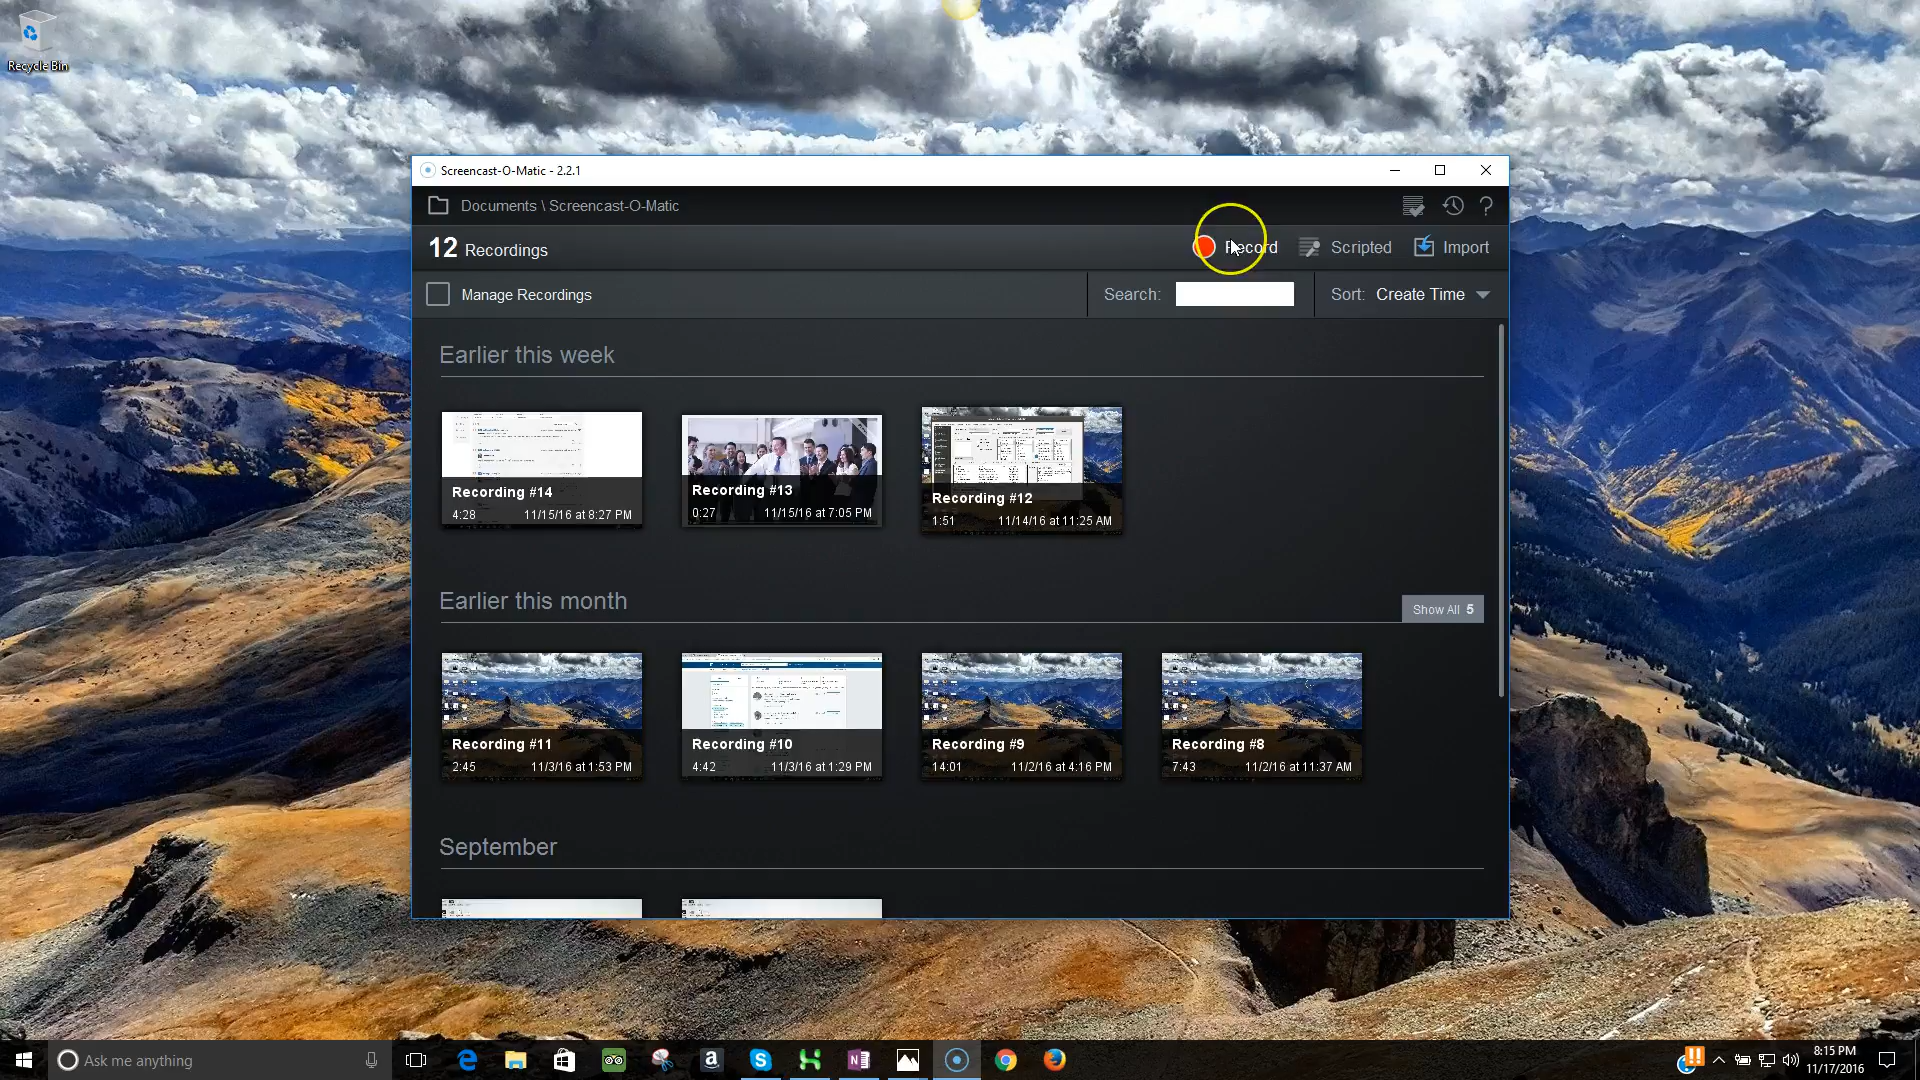 Recycle Bin
Screencast-O-Matic - 2.2.1
Documents \ Screencast-O-Matic
12 Recordings
Record
Scripted
Import
Manage Recordings
Search:
Sort: Create Time
Earlier this week
Recording #14
4:28 11/15/16 at 8:27 PM
Recording #13
0:27 11/15/16 at 7:05 PM
Recording #12
1:51 11/14/16 at 11:25 AM
Earlier this month
Show All 5
Recording #11
2:45 11/3/16 at 1:53 PM
Recording #10
4:42 11/3/16 at 1:29 PM
Recording #9
14:01 11/2/16 at 4:16 PM
Recording #8
7:43 11/2/16 at 11:37 AM
September
Ask me anything
8:15 PM
11/17/2016